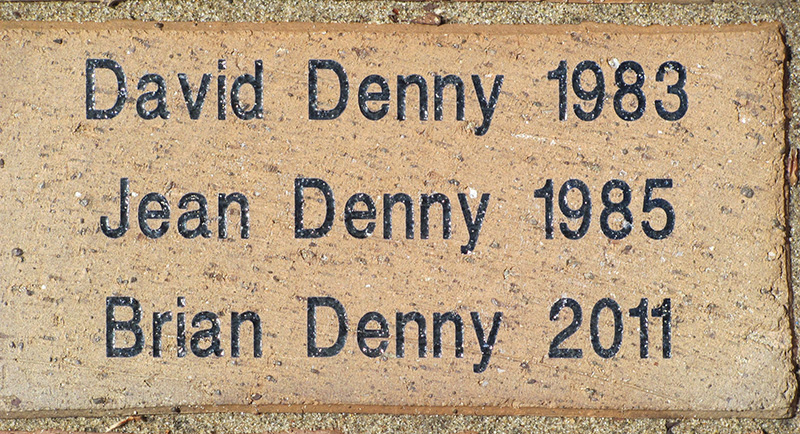 David Denny 1983
Jean Denny 1985
Brian Denny 2011